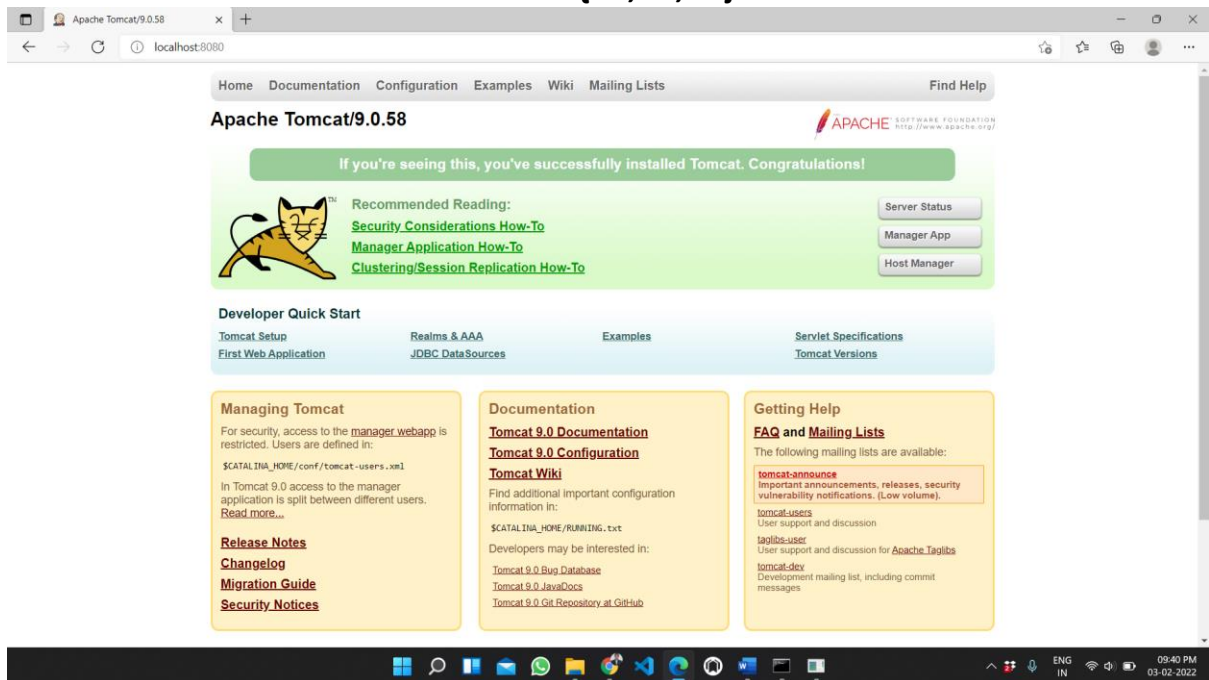 Apache Tomcat/9.0.58
localhost:8080
Home Documentation Configuration Examples Wiki Mailing Lists Find Help
Apache Tomcat/9.0.58
APACHE SOFTWARE FOUNDATION
http://www.apache.org/
If you're seeing this, you've successfully installed Tomcat. Congratulations!
TM
Recommended Reading:
Security Considerations How-To
Manager Application How-To
Clustering/Session Replication How-To
Server Status
Manager App
Host Manager
Developer Quick Start
Tomcat Setup
First Web Application
Realms & AAA
JDBC DataSources
Examples
Servlet Specifications
Tomcat Versions
Managing Tomcat
For security, access to the manager webapp is
restricted. Users are defined in:
$CATALINA_HOME/conf/tomcat-users.xml
In Tomcat 9.0 access to the manager
application is split between different users.
Read more...
Release Notes
Changelog
Migration Guide
Security Notices
Documentation
Tomcat 9.0 Documentation
Tomcat 9.0 Configuration
Tomcat Wiki
Find additional important configuration
information in:
$CATALINA_HOME/RUNNING.txt
Developers may be interested in:
Tomcat 9.0 Bug Database
Tomcat 9.0 JavaDocs
Tomcat 9.0 Git Repository at GitHub
Getting Help
FAQ and Mailing Lists
The following mailing lists are available:
tomcat-announce
Important announcements, releases, security
vulnerability notifications. (Low volume).
tomcat-users
User support and discussion
taglibs-user
User support and discussion for Apache Taglibs
tomcat-dev
Development mailing list, including commit
messages
ENG
IN
09:40 PM
03-02-2022